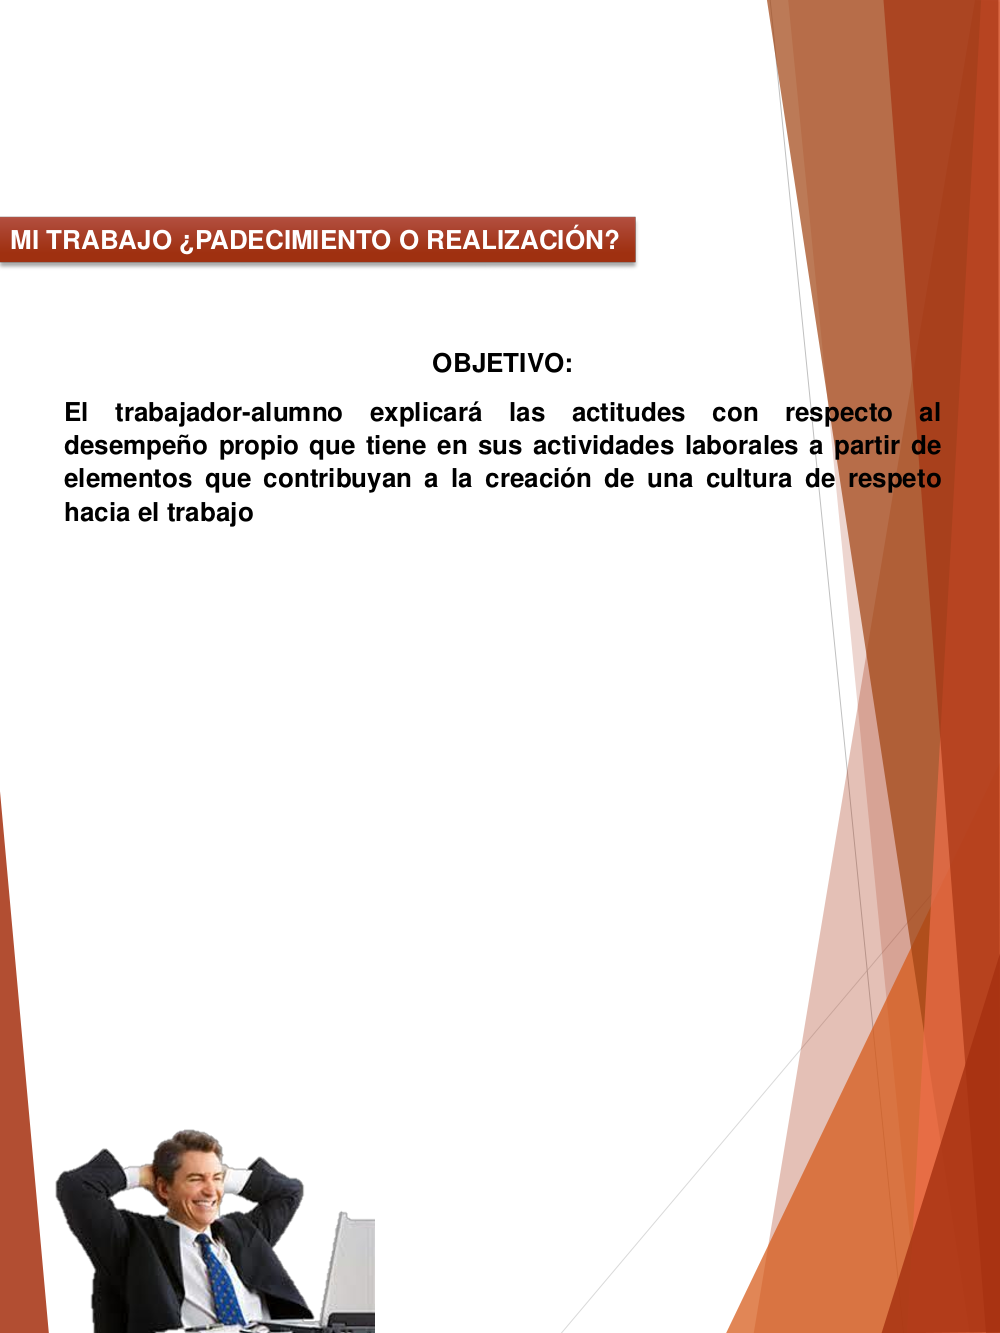 MI TRABAJO ¿PADECIMIENTO O REALIZACIÓN?
OBJETIVO:
El trabajador-alumno explicará las actitudes con respecto al
desempeño propio que tiene en sus actividades laborales a partir de
elementos que contribuyan a la creación de una cultura de respeto
hacia el trabajo